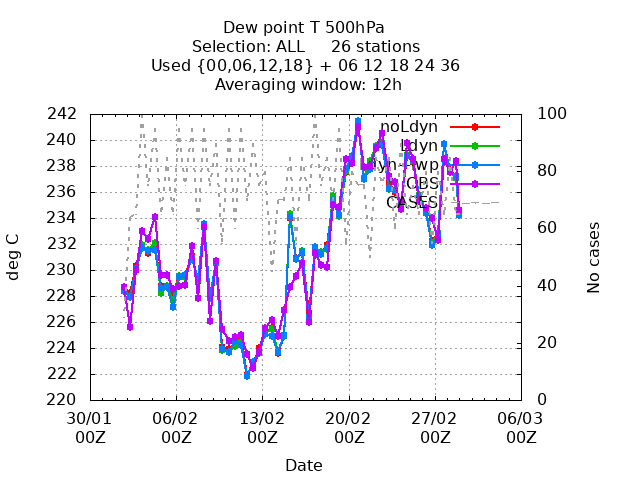 Dew point T 500hPa
Selection: ALL 26 stations
Used {00,06,12,18} + 06 12 18 24 36
Averaging window: 12h
deg C
242
240
238
236
234
232
230
228
226
224
222
220
100
80
60
40
20
0
No cases
noLdyn
Ldyn
CBS
CASES
30/01 06/02 13/02 20/02 27/02 06/03
00Z 00Z 00Z 00Z 00Z 00Z
Date